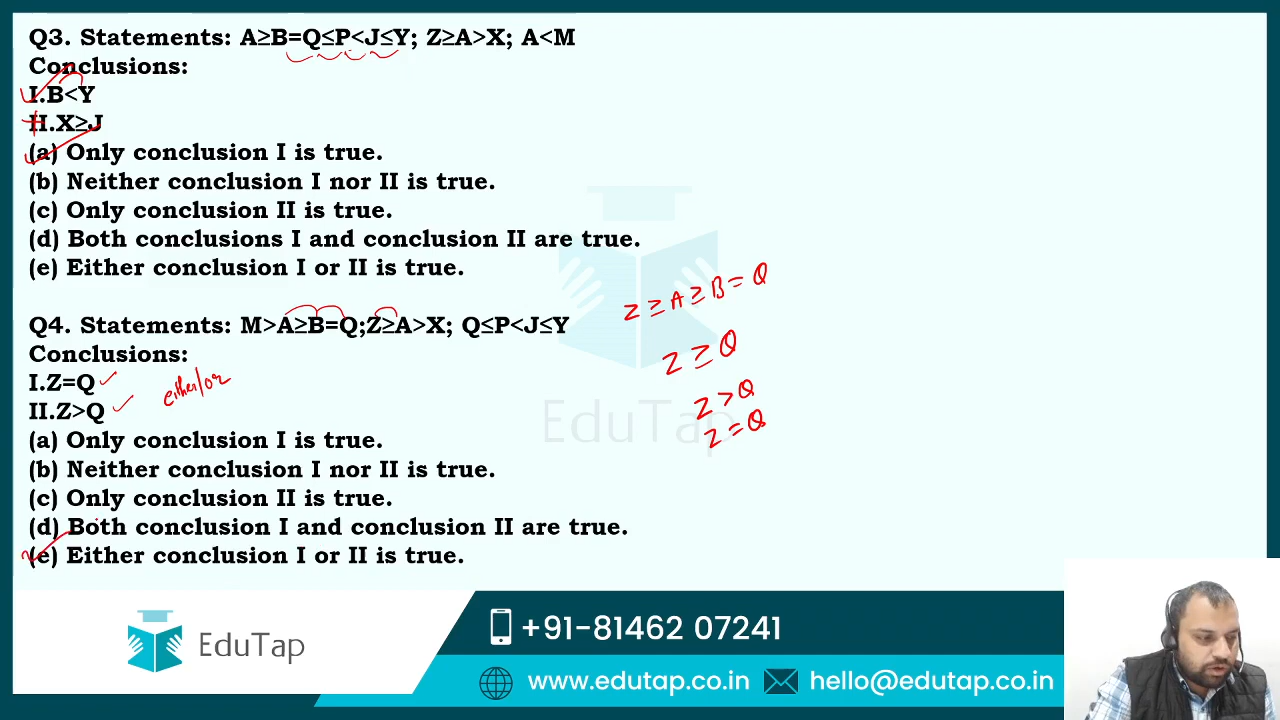 Q3. Statements: A≥B=Q≤P<J≤Y; Z≥A>X; A<M
Conclusions:
I.B<Y
II.X≥J
(a) Only conclusion I is true.
(b) Neither conclusion I nor II is true.
(c) Only conclusion II is true.
(d) Both conclusions I and conclusion II are true.
(e) Either conclusion I or II is true.
Z≥A≥B=Q
Q4. Statements: M>A≥B=Q;Z≥A>X; Q≤P<J≤Y
Z≥Q
Conclusions:
I.Z=Q
either/or
Z>Q
II.Z>Q
Z=Q
EduTap
(a) Only conclusion I is true.
(b) Neither conclusion I nor II is true.
(c) Only conclusion II is true.
(d) Both conclusion I and conclusion II are true.
(e) Either conclusion I or II is true.
EduTap
+91-81462 07241
www.edutap.co.in
hello@edutap.co.in